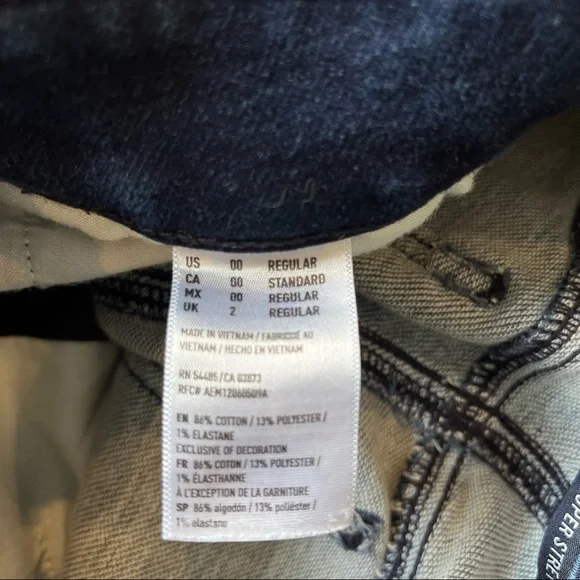 US 00 REGULAR
CA 00 STANDARD
MX 00 REGULAR
UK 2 REGULAR
MADE IN VIETNAM / FABRIQUÉ AU
VIETNAM / HECHO EN VIETNAM
RN 54485/CA 03873
RFC# AEM12060509A
EN 86% COTTON / 13% POLYESTER /
1% ELASTANE
EXCLUSIVE OF DECORATION
FR 86% COTON / 13% POLYESTER /
1% ÉLASTHANNE
À L'EXCEPTION DE LA GARNITURE
SP 86% algodón / 13% poliéster /
1% elastano